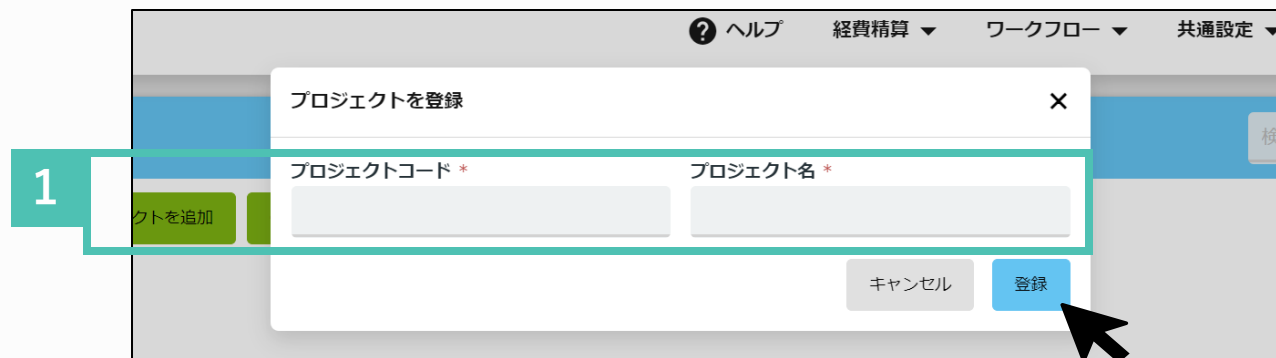 ヘルプ 経費精算 ワークフロー 共通設定
プロジェクトを登録
検
1
プロジェクトコード * プロジェクト名 *
クトを追加
キャンセル 登録